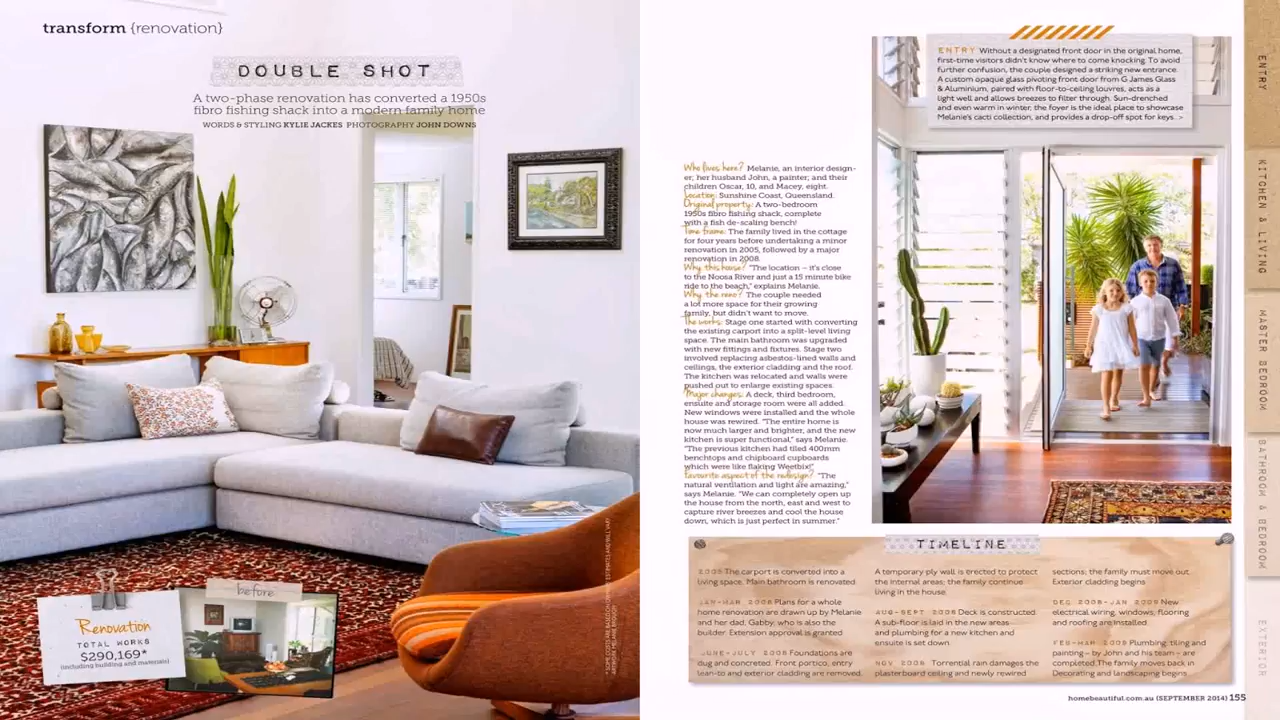 transform {renovation}
DOUBLE SHOT
A two-phase renovation has converted a 1950s
fibro fishing shack into a modern family home
WORDS & STYLING KYLIE JACKES PHOTOGRAPHY JOHN DOWNS
before
Renovation
TOTAL WORKS
$290,169*
(including building and materials)
ENTRY Without a designated front door in the original home,
first-time visitors didn't know where to come knocking. To avoid
further confusion, the couple designed a striking new entrance.
A custom opaque glass pivoting front door from G James Glass
& Aluminium, paired with floor-to-ceiling louvres, acts as a
light well and allows breezes to filter through. Sun-drenched
and even warm in winter, the foyer is the ideal place to showcase
Melanie's cacti collection, and provides a drop-off spot for keys. >
Who lives here? Melanie, an interior design-
er; her husband John, a painter; and their
children Oscar, 10, and Macey, eight.
Location: Sunshine Coast, Queensland.
Original property: A two-bedroom
1950s fibro fishing shack, complete
with a fish de-scaling bench!
Time frame: The family lived in the cottage
for four years before undertaking a minor
renovation in 2005, followed by a major
renovation in 2008.
Why this house? "The location – it's close
to the Noosa River and just a 15 minute bike
ride to the beach," explains Melanie.
Why the reno? The couple needed
a lot more space for their growing
family, but didn't want to move.
The works: Stage one started with converting
the existing carport into a split-level living
space. The main bathroom was upgraded
with new fittings and fixtures. Stage two
involved replacing asbestos-lined walls and
ceilings, the exterior cladding and the roof.
The kitchen was relocated and walls were
pushed out to enlarge existing spaces.
Major changes: A deck, third bedroom,
ensuite and storage room were all added.
New windows were installed and the whole
house was rewired. "The entire home is
now much larger and brighter, and the new
kitchen is super functional," says Melanie.
"The previous kitchen had tiled 400mm
benchtops and chipboard cupboards
which were like flaking Weetbix!"
Favourite aspect of the redesign? "The
natural ventilation and light are amazing,"
says Melanie. "We can completely open up
the house from the north, east and west to
capture river breezes and cool the house
down, which is just perfect in summer."
TIMELINE
2005 The carport is converted into a
living space. Main bathroom is renovated
JAN-MAR 2008 Plans for a whole
home renovation are drawn up by Melanie
and her dad, Gabby, who is also the
builder. Extension approval is granted
JUNE-JULY 2008 Foundations are
dug and concreted. Front portico, entry
lean-to and exterior cladding are removed.
A temporary ply wall is erected to protect
the internal areas; the family continue
living in the house.
AUG-SEPT 2008 Deck is constructed
A sub-floor is laid in the new areas
and plumbing for a new kitchen and
ensuite is set down.
NOV 2008 Torrential rain damages the
plasterboard ceiling and newly rewired
sections; the family must move out.
Exterior cladding begins
DEC 2008-JAN 2009 New
electrical wiring, windows, flooring
and roofing are installed
FEB-MAR 2009 Plumbing, tiling and
painting – by John and his team – are
completed. The family moves back in
Decorating and landscaping begins
homebeautiful.com.au (SEPTEMBER 2014) 155
ENTRY
KITCHEN & LIVING
MASTER BEDROOM
BATHROOM & BEDROOM
EXTERIOR